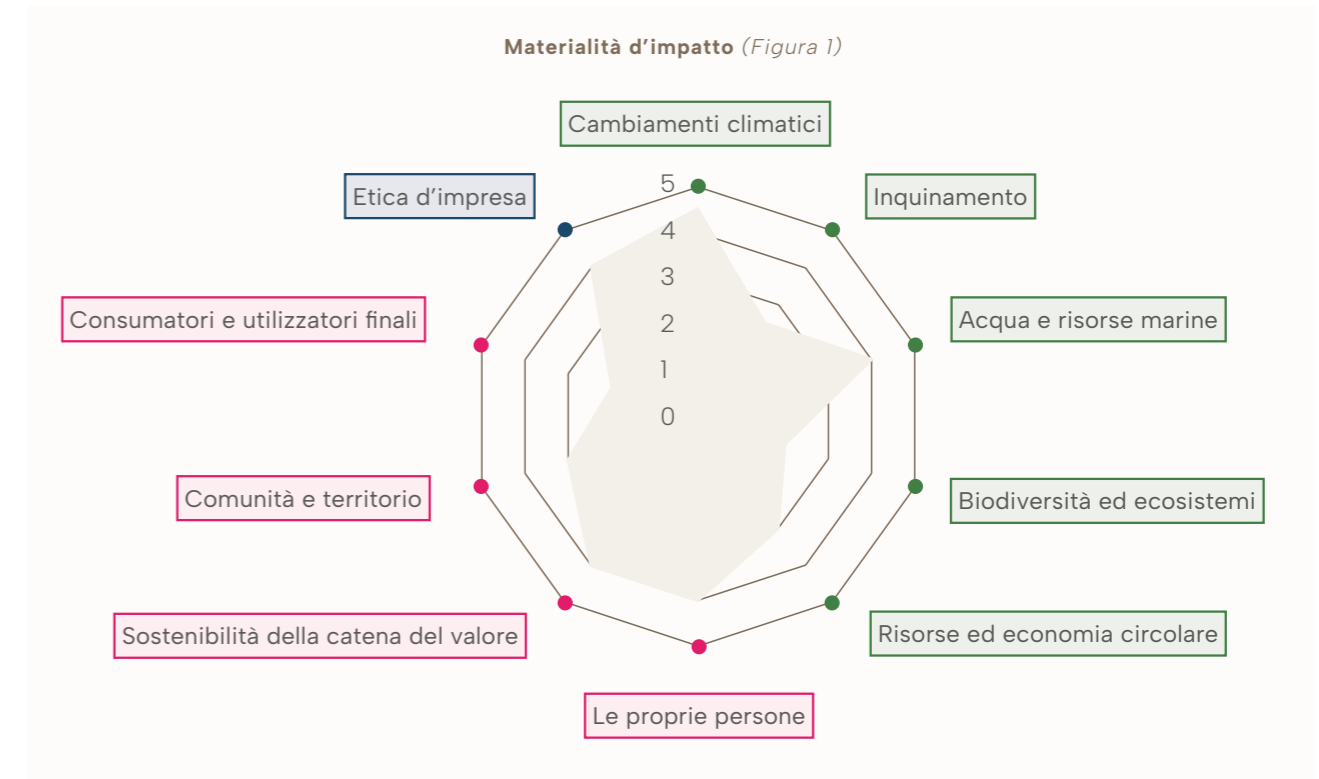 Materialità d’impatto (Figura 1)
Cambiamenti climatici
Etica d’impresa
Inquinamento
5
4
3
2
1
0
Consumatori e utilizzatori finali
Acqua e risorse marine
Comunità e territorio
Biodiversità ed ecosistemi
Sostenibilità della catena del valore
Risorse ed economia circolare
Le proprie persone